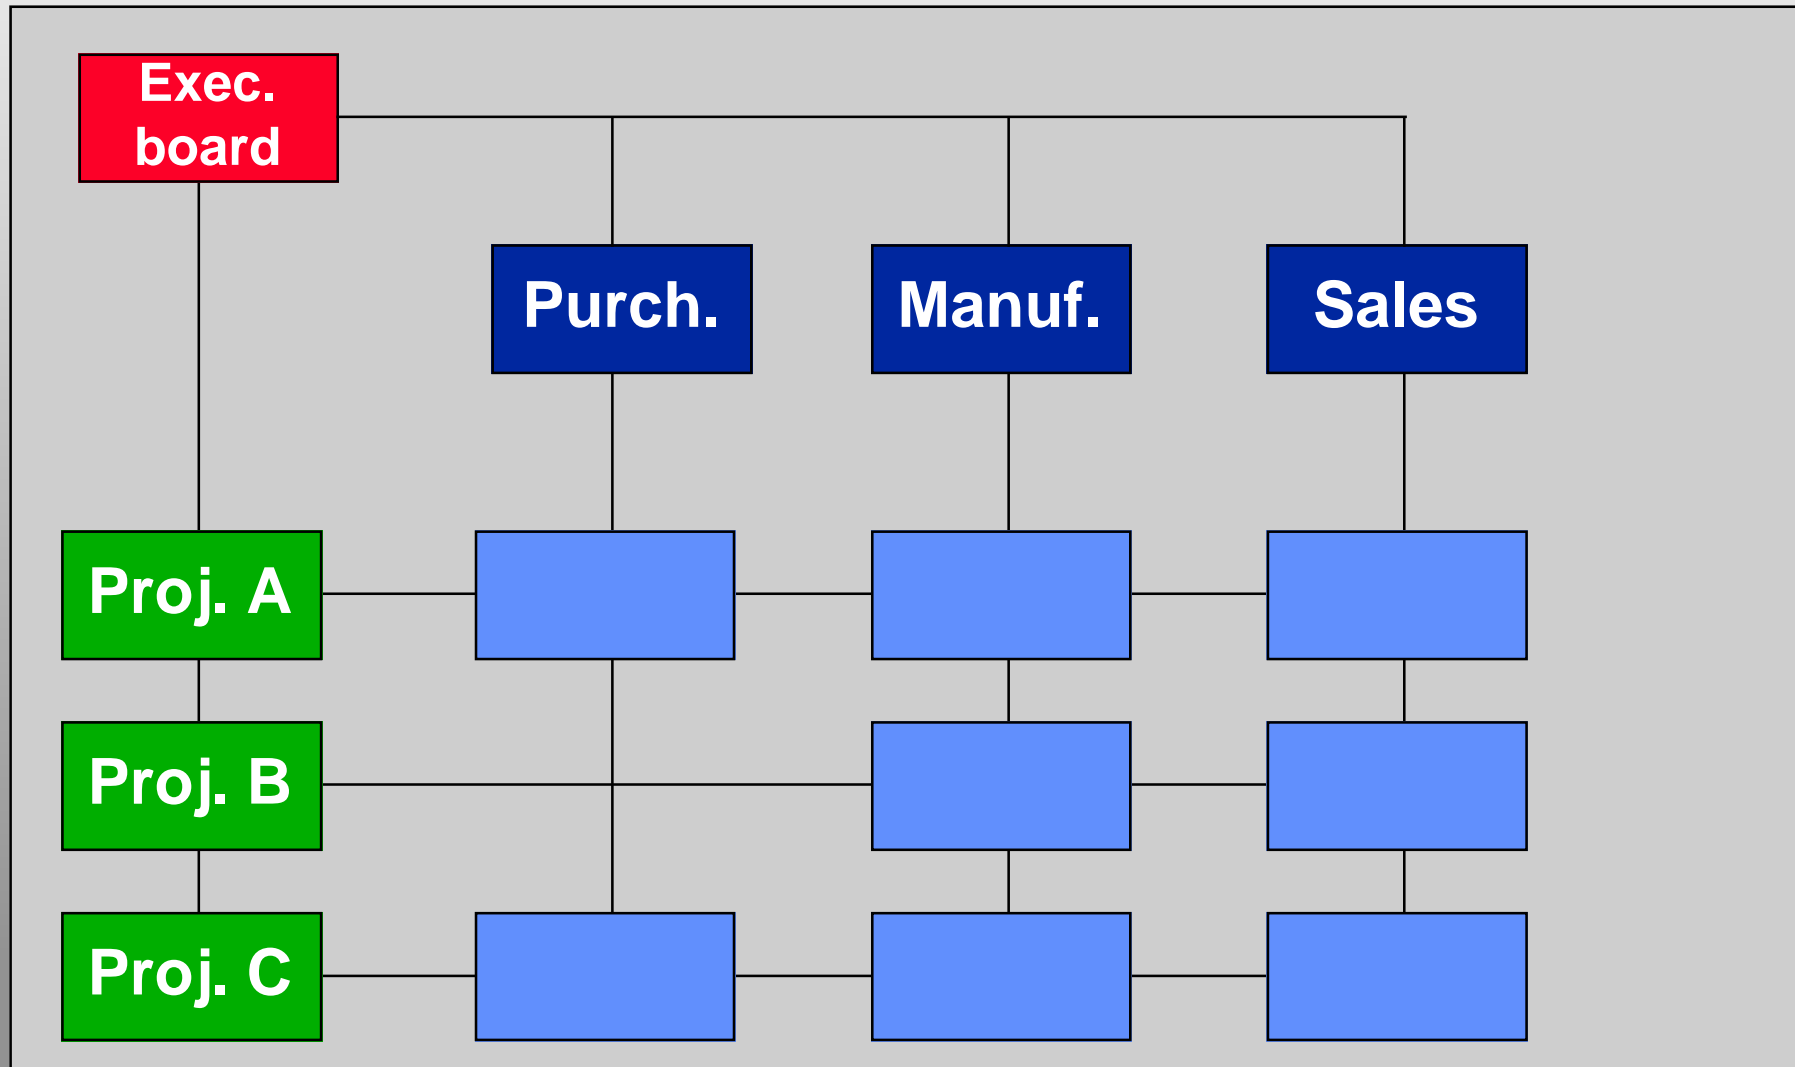 Exec.
board
Purch.
Manuf.
Sales
Proj. A
Proj. B
Proj. C